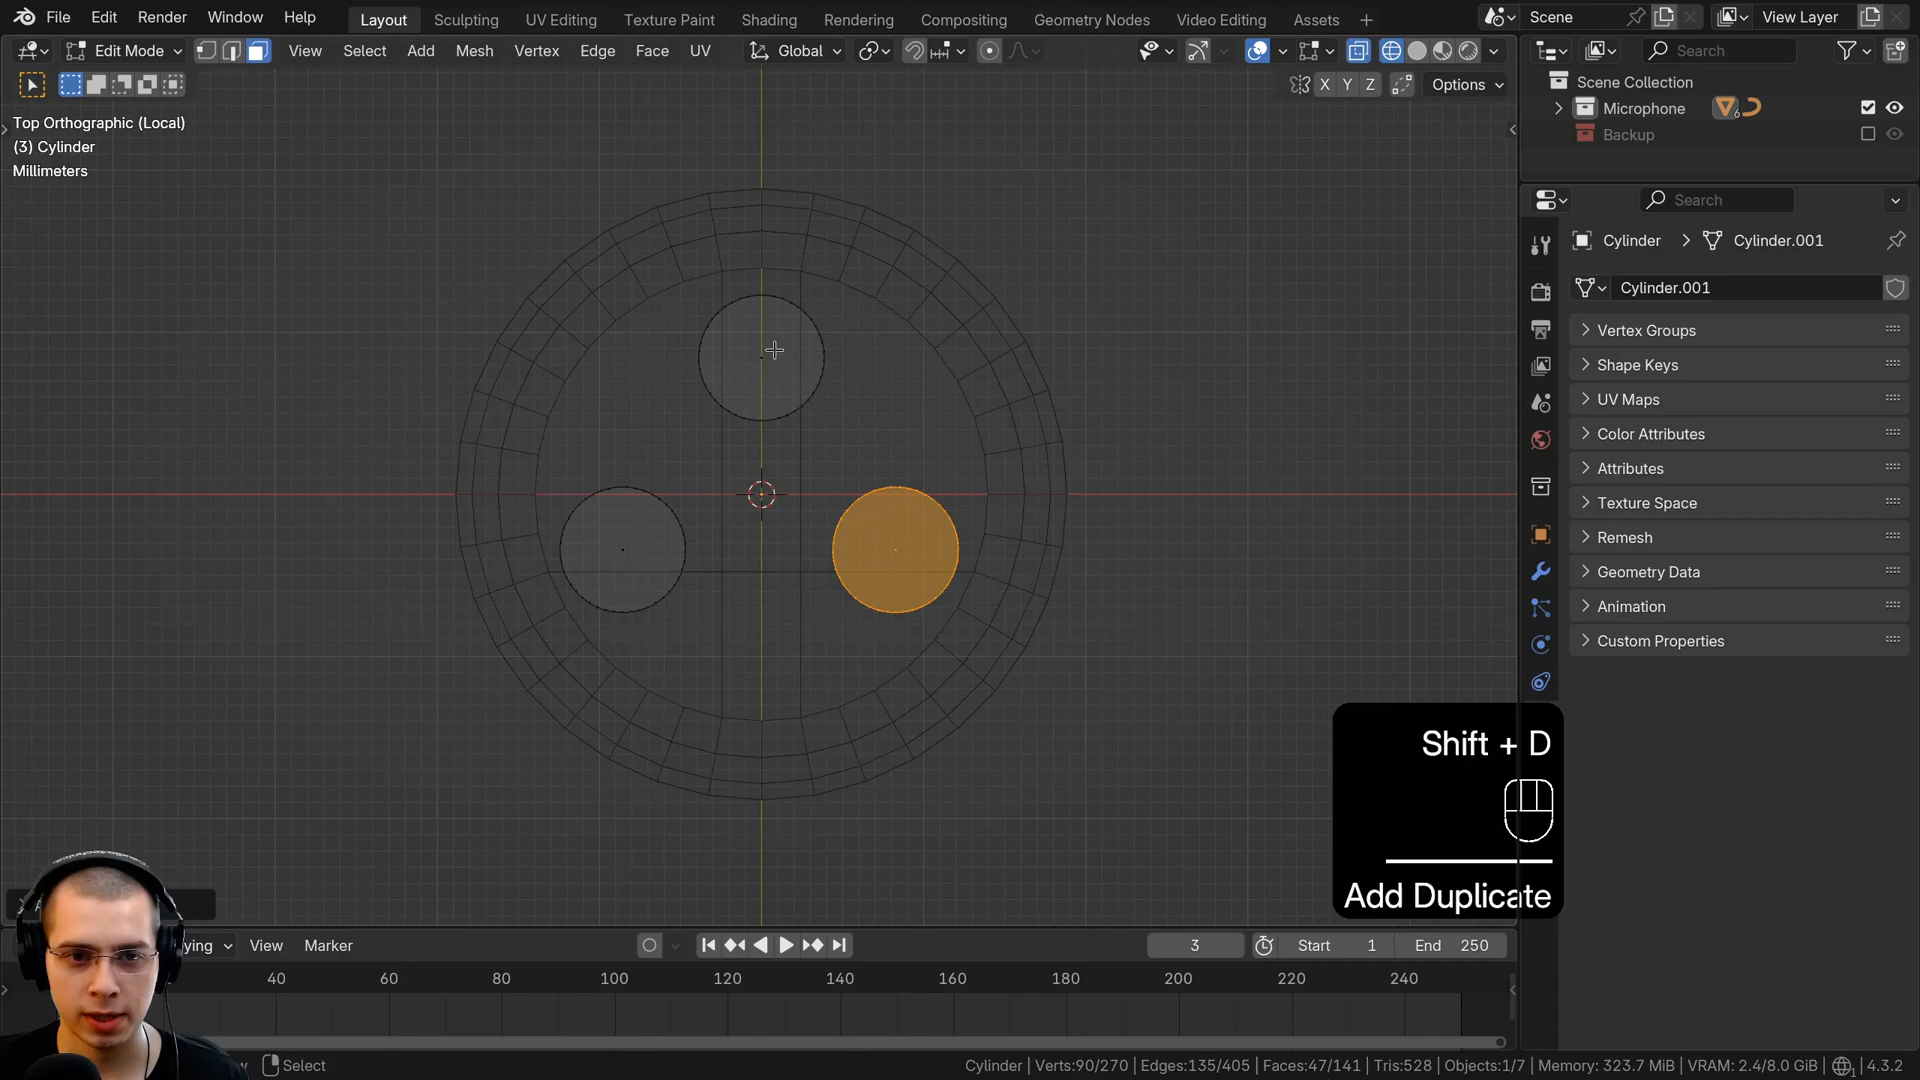 File Edit Render Window Help Layout Sculpting UV Editing Texture Paint Shading Rendering Compositing Geometry Nodes Video Editing Assets + Scene View Layer
Edit Mode View Select Add Mesh Vertex Edge Face UV Global Search
X Y Z Options
Scene Collection
Microphone
Backup
Top Orthographic (Local)
(3) Cylinder
Millimeters
Search
Cylinder Cylinder.001
Cylinder.001
Vertex Groups
Shape Keys
UV Maps
Color Attributes
Attributes
Texture Space
Remesh
Geometry Data
Animation
Custom Properties
Shift + D
Add Duplicate
View Marker 3 Start 1 End 250
40 60 80 100 120 140 160 180 200 220 240
Select Cylinder | Verts:90/270 | Edges:135/405 | Faces:47/141 | Tris:528 | Objects:1/7 | Memory: 323.7 MiB | VRAM: 2.4/8.0 GiB | 4.3.2